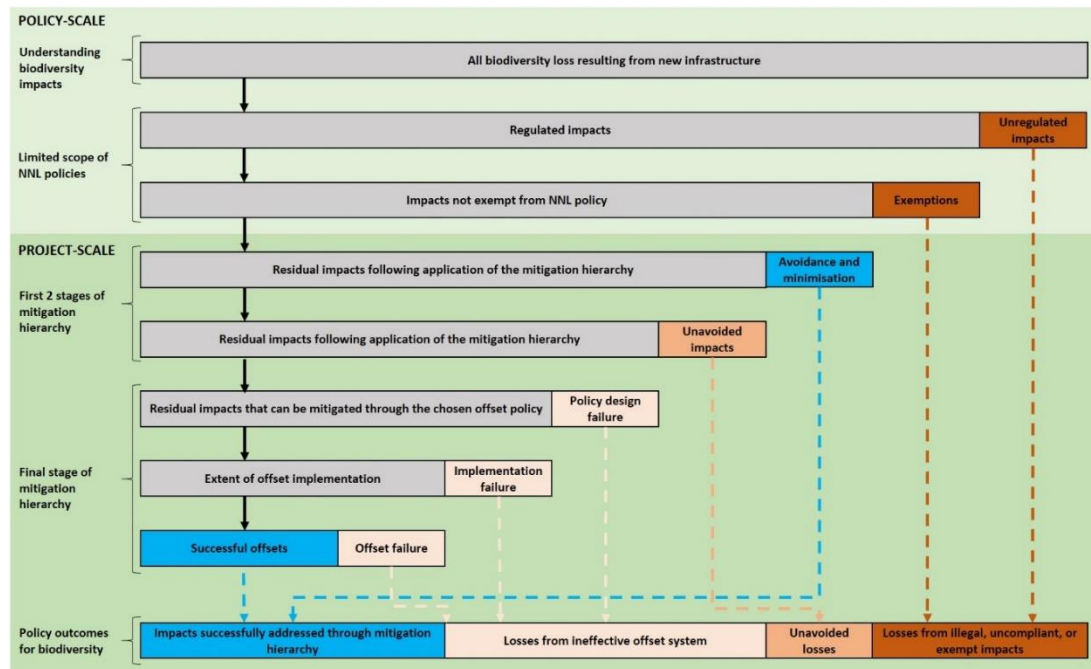 POLICY-SCALE
Understanding
biodiversity
impacts
All biodiversity loss resulting from new infrastructure
Regulated impacts
Unregulated
impacts
Limited scope of
NNL policies
Impacts not exempt from NNL policy
Exemptions
PROJECT-SCALE
Residual impacts following application of the mitigation hierarchy
Avoidance and
minimisation
First 2 stages of
mitigation
hierarchy
Residual impacts following application of the mitigation hierarchy
Unavoided
impacts
Residual impacts that can be mitigated through the chosen offset policy
Policy design
failure
Final stage of
mitigation
hierarchy
Extent of offset implementation
Implementation
failure
Successful offsets
Offset failure
Policy outcomes
for biodiversity
Impacts successfully addressed through mitigation
hierarchy
Losses from ineffective offset system
Unavoided
losses
Losses from illegal, uncompliant, or
exempt impacts